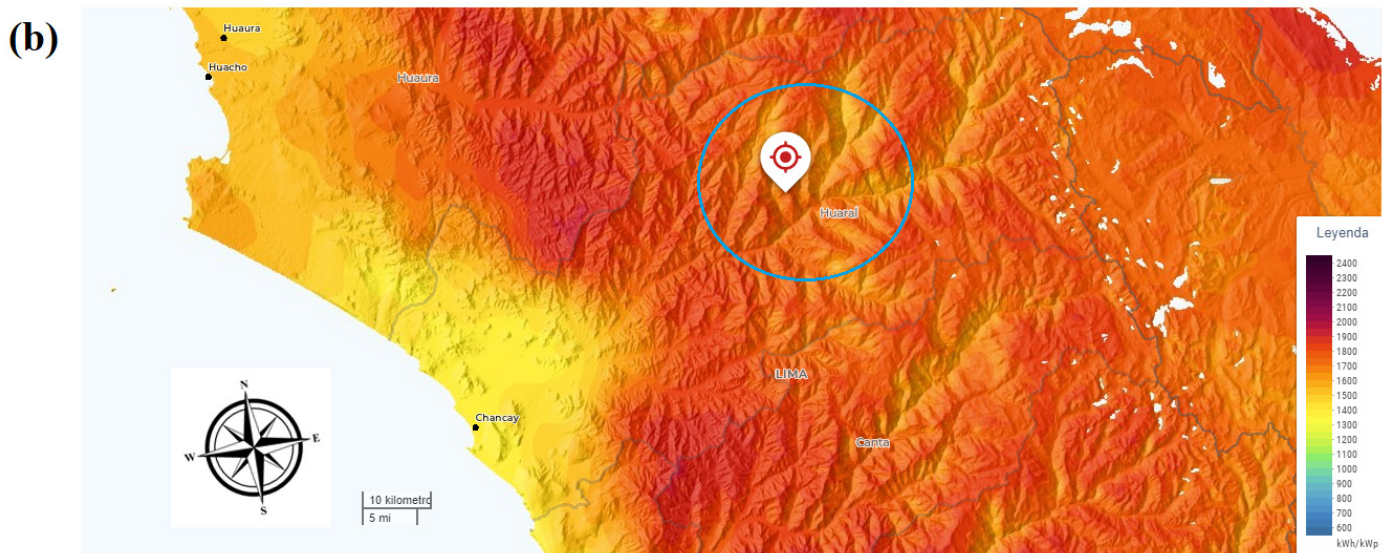 (b)
Huaura
Huacho
Huaura
Huaral
LIMA
Chancay
Canta
N
W
E
S
10 kilometro
5 mi
Leyenda
2400
2300
2200
2100
2000
1900
1800
1700
1600
1500
1400
1300
1200
1100
1000
900
800
700
600
kWh/kWp